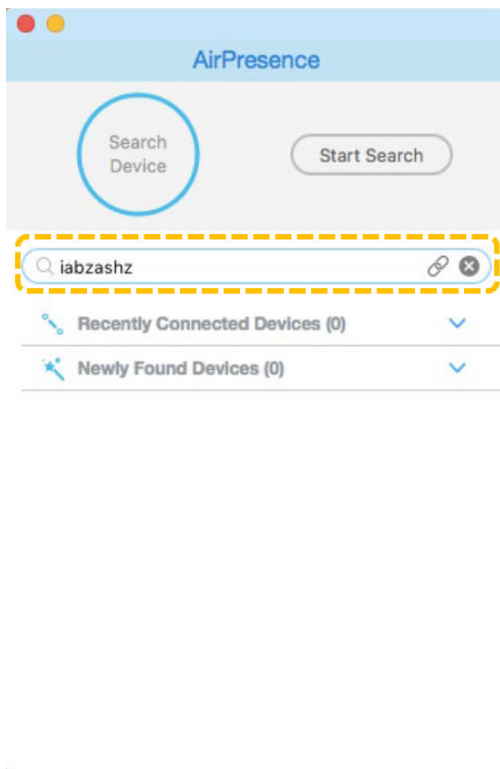 AirPresence
Search
Device
Start Search
iabzashz
Recently Connected Devices (0)
Newly Found Devices (0)